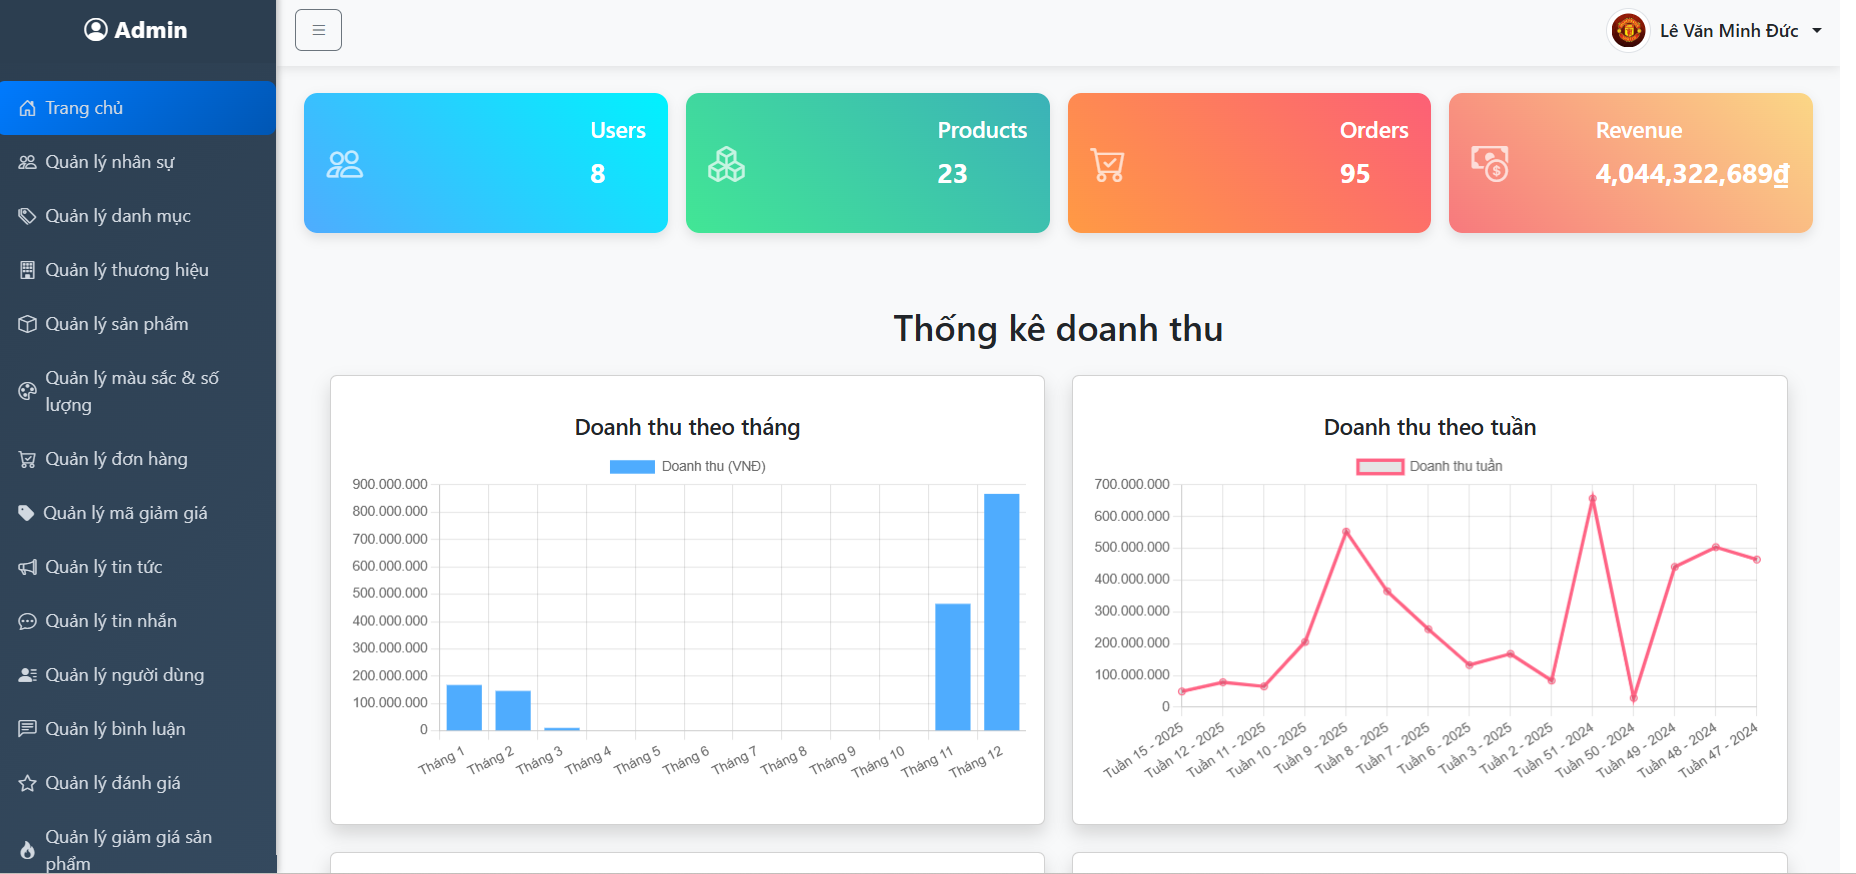 Admin
Lê Văn Minh Đức
Trang chủ
Quản lý nhân sự
Quản lý danh mục
Quản lý thương hiệu
Quản lý sản phẩm
Quản lý màu sắc & số
lượng
Quản lý đơn hàng
Quản lý mã giảm giá
Quản lý tin tức
Quản lý tin nhắn
Quản lý người dùng
Quản lý bình luận
Quản lý đánh giá
Quản lý giảm giá sản
phẩm
Users
8
Products
23
Orders
95
Revenue
4,044,322,689₫
Thống kê doanh thu
Doanh thu theo tháng
Doanh thu (VNĐ)
900.000.000
800.000.000
700.000.000
600.000.000
500.000.000
400.000.000
300.000.000
200.000.000
100.000.000
0
Tháng 1
Tháng 2
Tháng 3
Tháng 4
Tháng 5
Tháng 6
Tháng 7
Tháng 8
Tháng 9
Tháng 10
Tháng 11
Tháng 12
Doanh thu theo tuần
Doanh thu tuần
700.000.000
600.000.000
500.000.000
400.000.000
300.000.000
200.000.000
100.000.000
0
Tuần 15 - 2025
Tuần 12 - 2025
Tuần 11 - 2025
Tuần 10 - 2025
Tuần 9 - 2025
Tuần 8 - 2025
Tuần 7 - 2025
Tuần 6 - 2025
Tuần 3 - 2025
Tuần 2 - 2025
Tuần 51 - 2024
Tuần 50 - 2024
Tuần 49 - 2024
Tuần 48 - 2024
Tuần 47 - 2024